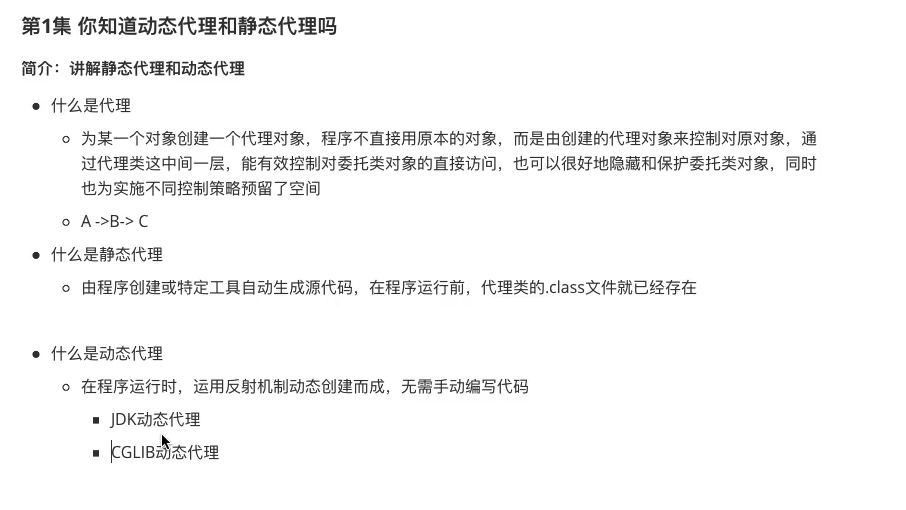 第1集 你知道动态代理和静态代理吗
简介：讲解静态代理和动态代理
什么是代理
为某一个对象创建一个代理对象，程序不直接用原本的对象，而是由创建的代理对象来控制对原对象，通
过代理类这中间一层，能有效控制对委托类对象的直接访问，也可以很好地隐藏和保护委托类对象，同时
也为实施不同控制策略预留了空间
A ->B-> C
什么是静态代理
由程序创建或特定工具自动生成源代码，在程序运行前，代理类的.class文件就已经存在
什么是动态代理
在程序运行时，运用反射机制动态创建而成，无需手动编写代码
JDK动态代理
CGLIB动态代理